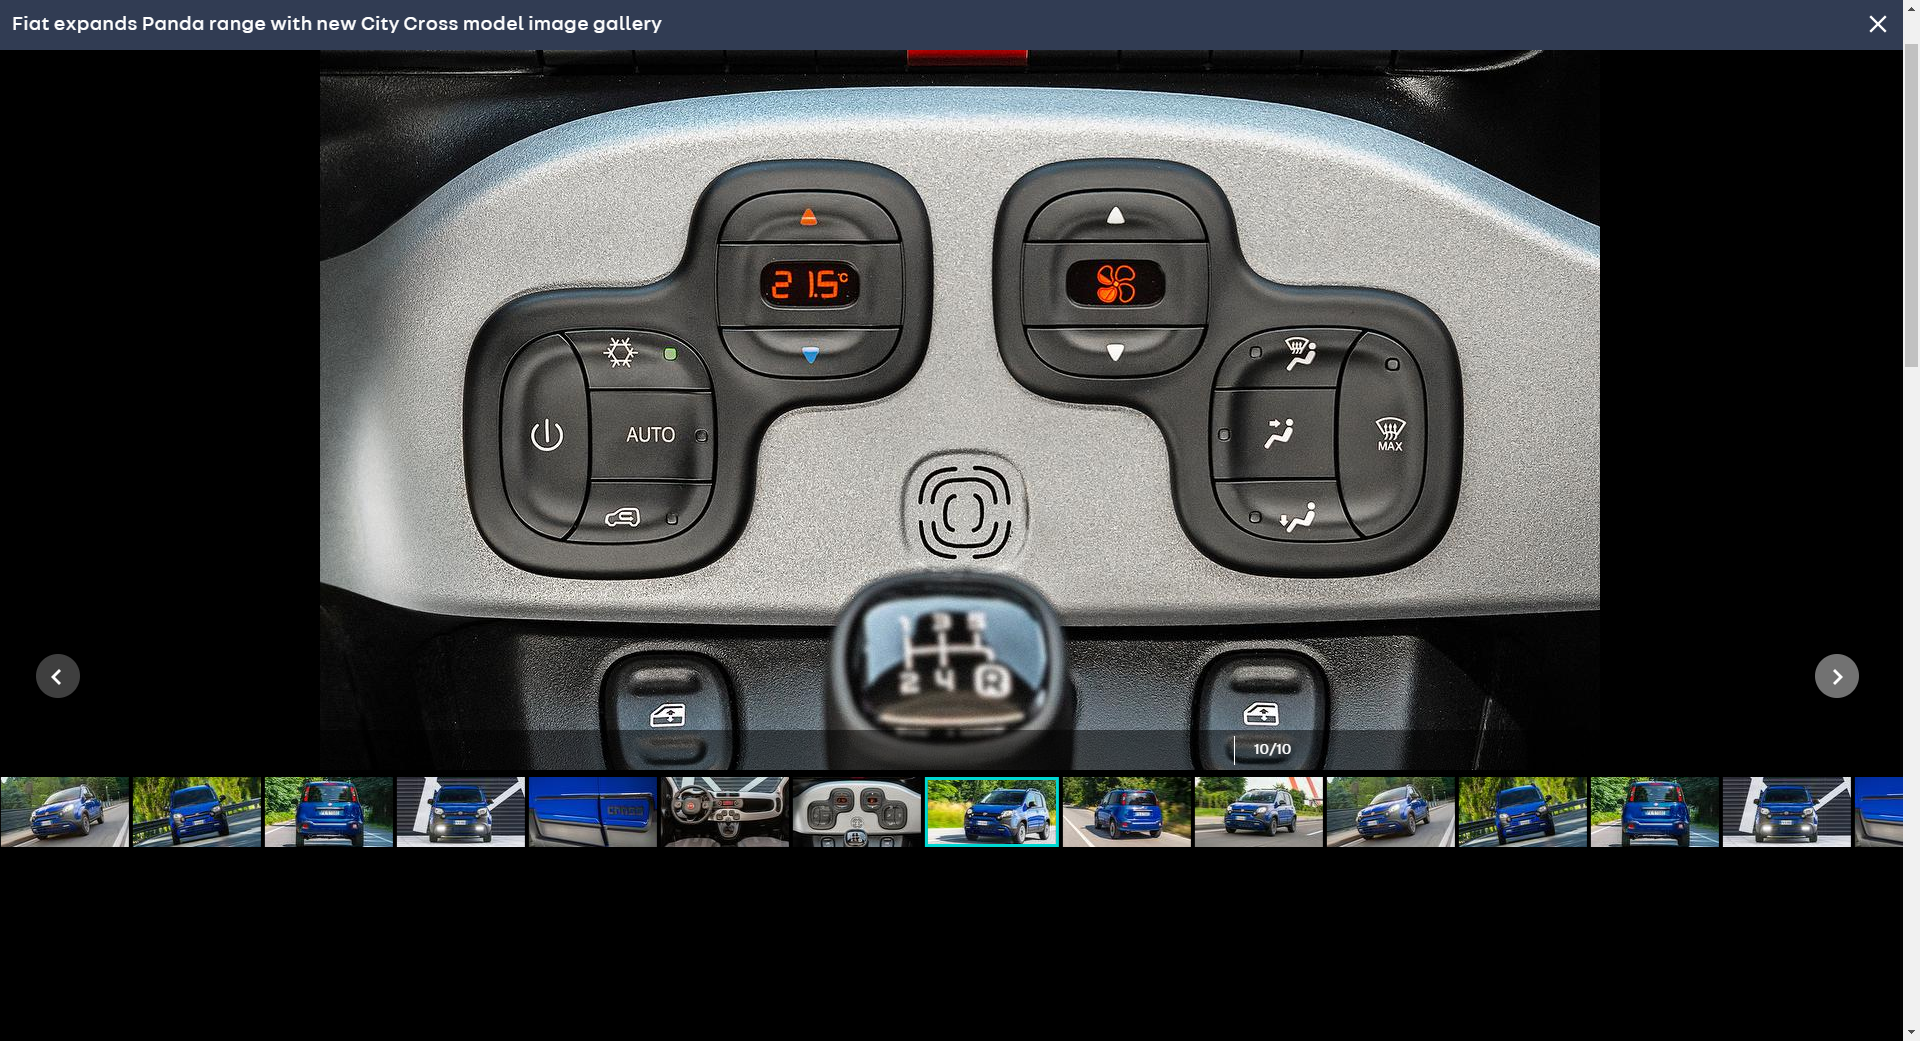 Fiat expands Panda range with new City Cross model image gallery
21.5°C
AUTO
MAX
1 3 5
2 4 R
10/10
CROSS